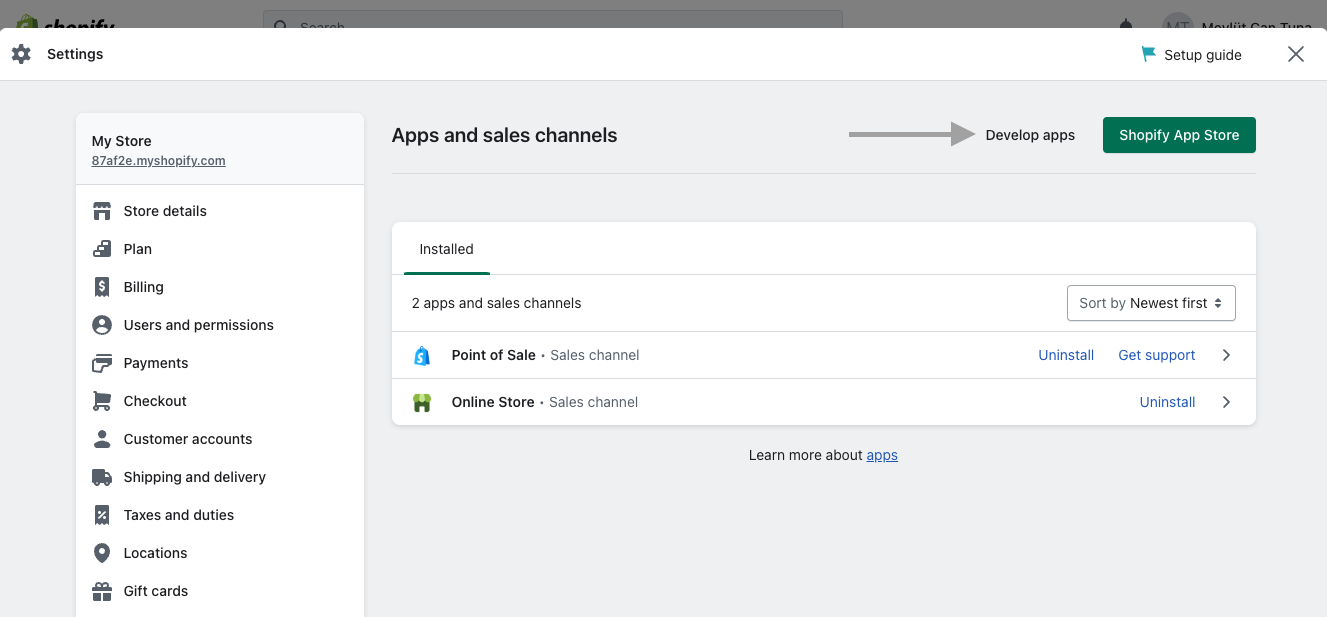 shopify
Search
MT
Mevlüt Can Tuna
Settings
Setup guide
My Store
87af2e.myshopify.com
Apps and sales channels
Develop apps
Shopify App Store
Store details
Plan
Billing
Users and permissions
Payments
Checkout
Customer accounts
Shipping and delivery
Taxes and duties
Locations
Gift cards
Installed
2 apps and sales channels
Sort by Newest first
Point of Sale • Sales channel
Uninstall
Get support
Online Store • Sales channel
Uninstall
Learn more about apps